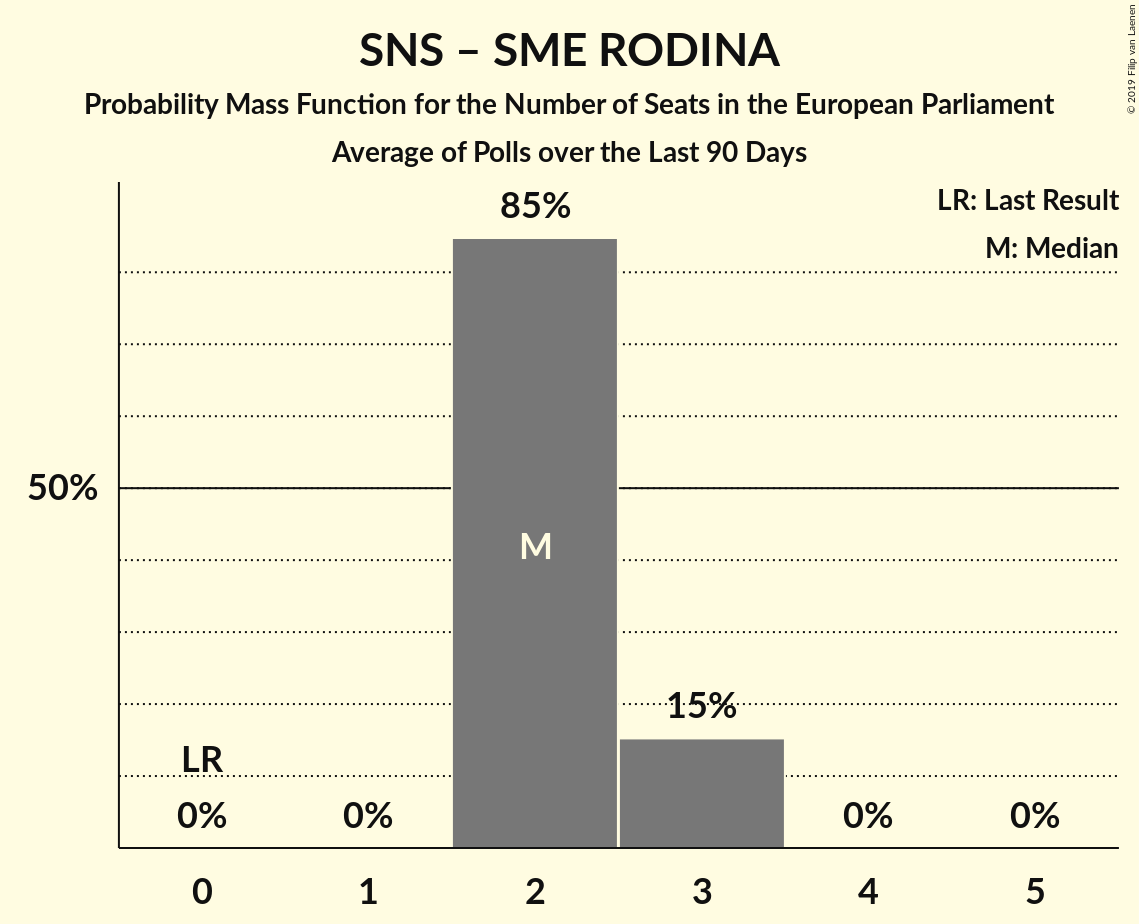 SNS – SME RODINA
Probability Mass Function for the Number of Seats in the European Parliament
Average of Polls over the Last 90 Days
© 2019 Filip van Laenen
LR: Last Result
M: Median
85%
50%
M
15%
LR
0%
0%
0%
0%
0
1
2
3
4
5